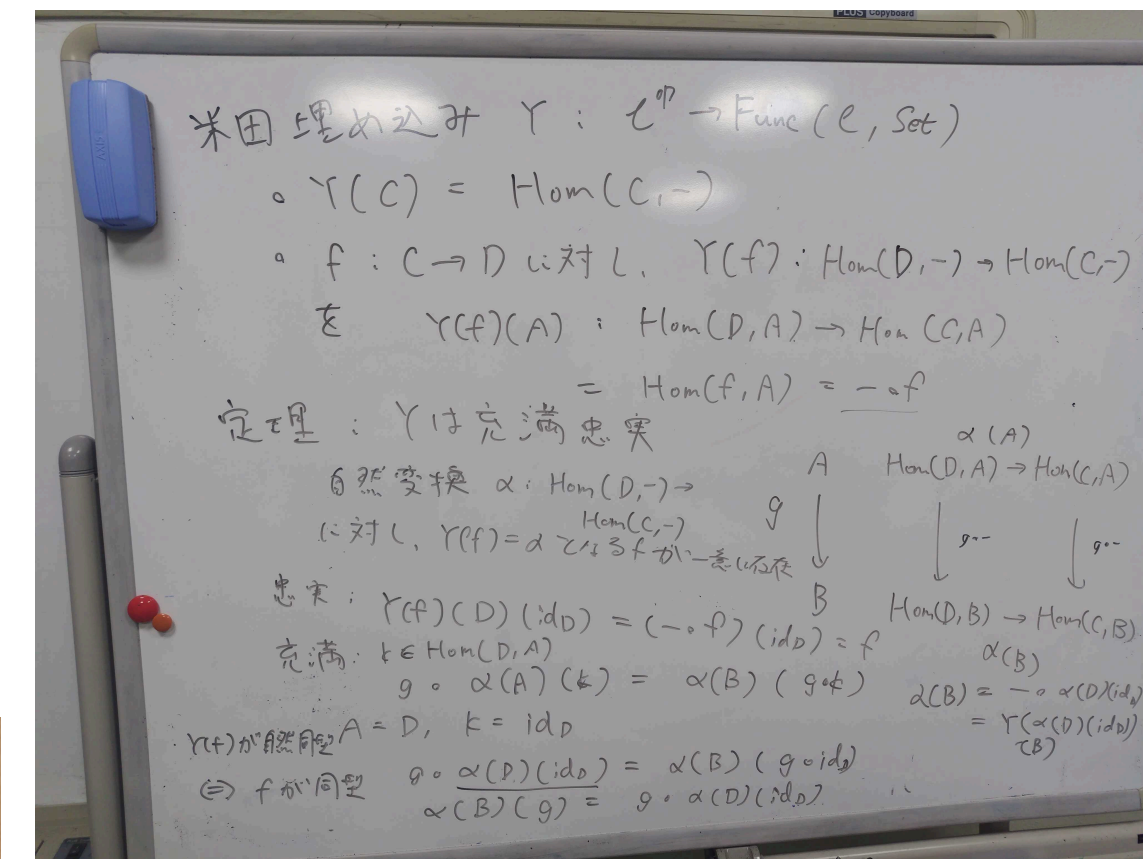 PLUS Copyboard
米田埋め込み Y : C^op → Func(C, Set)
◦ Y(C) = Hom(C,-)
◦ f : C→D に対し、 Y(f) : Hom(D,-) → Hom(C,-)
を Y(f)(A) : Hom(D,A) → Hom(C,A)
= Hom(f,A) = -∘f
定理 : Yは充満忠実
自然変換 α : Hom(D,-) →
Hom(C,-)
に対し、Y(f)=α となるfが一意に存在
忠実 : Y(f)(D)(id_D) = (-∘f)(id_D) = f
充満 : k ∈ Hom(D,A)
g ∘ α(A)(k) = α(B)(g∘k)
A = D, k = id_D
g ∘ α(D)(id_D) = α(B)(g∘id_D)
α(B)(g) = g ∘ α(D)(id_D)
Y(f)が自然同型
⇔ fが同型
α(A)
A Hom(D,A) → Hom(C,A)
g ↓ ↓ g∘- ↓ g∘-
B Hom(D,B) → Hom(C,B)
α(B)
α(B) = -∘α(D)(id_D)
= Y(α(D)(id_D))
(B)